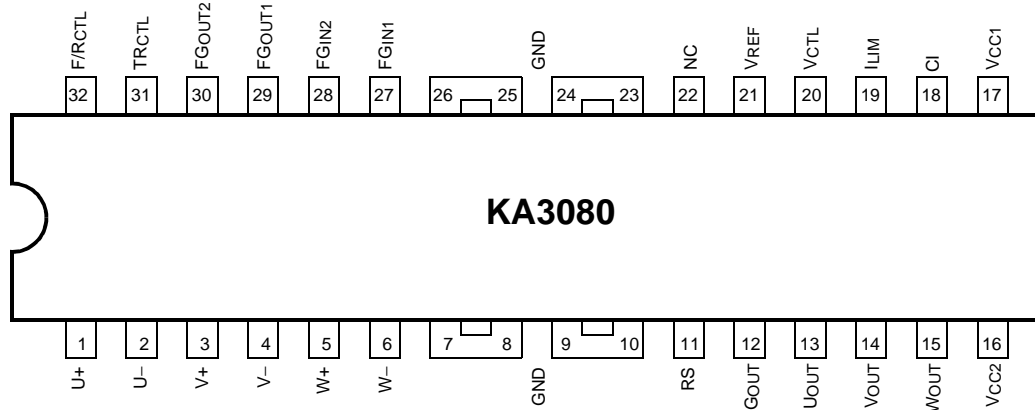 F/RCTL TRCTL FGOUT2 FGOUT1 FGIN2 FGIN1 GND NC VREF VCTL ILIM CI VCC1
32 31 30 29 28 27 26 25 24 23 22 21 20 19 18 17
KA3080
1 2 3 4 5 6 7 8 9 10 11 12 13 14 15 16
U+ U− V+ V− W+ W− GND RS GOUT UOUT VOUT WOUT VCC2